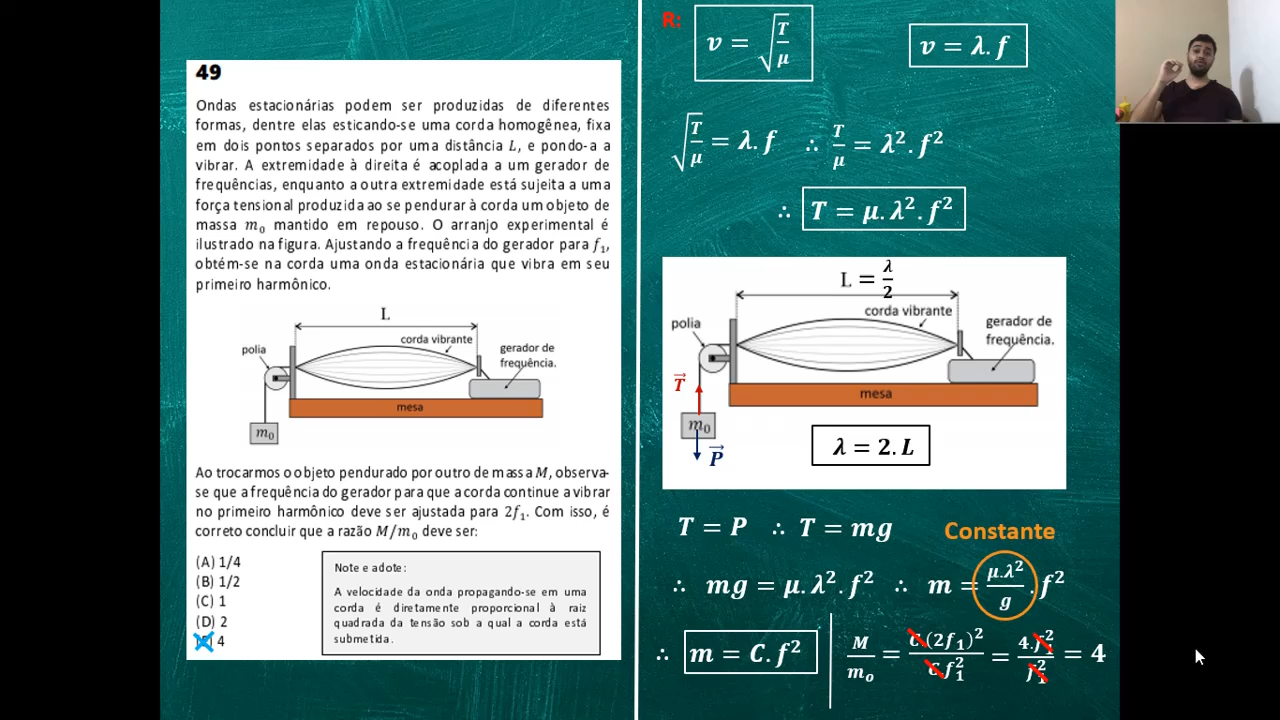 49
Ondas estacionárias podem ser produzidas de diferentes
formas, dentre elas esticando-se uma corda homogênea, fixa
em dois pontos separados por uma distância L, e pondo-a a
vibrar. A extremidade à direita é acoplada a um gerador de
frequências, enquanto a outra extremidade está sujeita a uma
força tensional produzida ao se pendurar à corda um objeto de
massa m₀ mantido em repouso. O arranjo experimental é
ilustrado na figura. Ajustando a frequência do gerador para f₁,
obtém-se na corda uma onda estacionária que vibra em seu
primeiro harmônico.
L
corda vibrante
polia
gerador de
frequência.
mesa
m₀
Ao trocarmos o objeto pendurado por outro de massa M, observa-
se que a frequência do gerador para que a corda continue a vibrar
no primeiro harmônico deve ser ajustada para 2f₁. Com isso, é
correto concluir que a razão M/m₀ deve ser:
(A) 1/4
(B) 1/2
(C) 1
(D) 2
4
Note e adote:
A velocidade da onda propagando-se em uma
corda é diretamente proporcional à raiz
quadrada da tensão sob a qual a corda está
submetida.
R:
v = √(T/μ)
v = λ.f
√(T/μ) = λ.f ∴ T/μ = λ².f²
∴ T = μ.λ².f²
L = λ/2
corda vibrante
polia
gerador de
frequência.
T⃗
mesa
m₀
P⃗
λ = 2.L
T = P ∴ T = mg
Constante
∴ mg = μ.λ².f² ∴ m = μ.λ²/g .f²
∴ m = C.f²
M/mₒ = C.(2f₁)²/C.f₁² = 4.f₁²/f₁² = 4